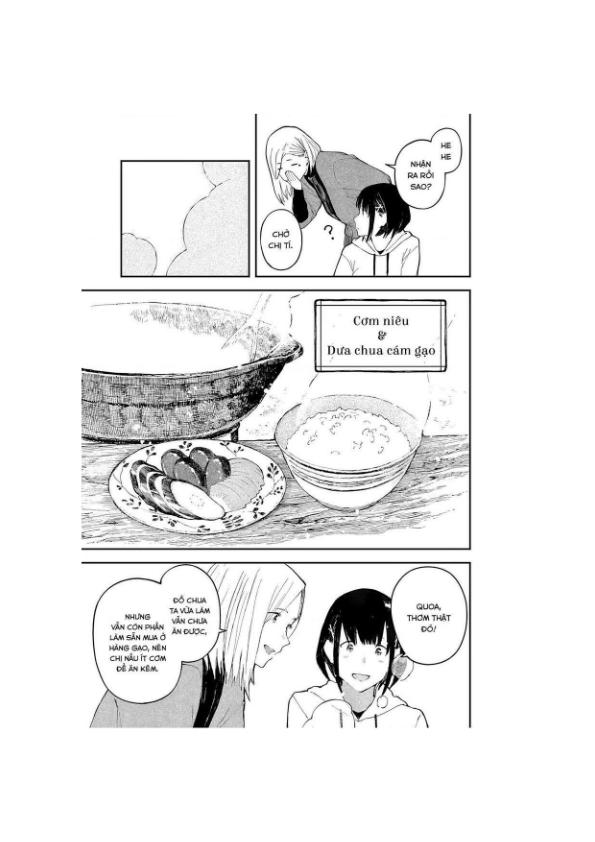 HE
HE
NHẬN
RA RỒI
SAO?
CHỜ
CHỊ TÍ.
?
Cơm niêu
&
Dưa chua cám gạo
QUOA,
THƠM THẬT
ĐÓ!
ĐỒ CHUA
TA VỪA LÀM
VẪN CHƯA
ĂN ĐƯỢC,
NHƯNG
VẪN CÒN PHẦN
LÀM SẴN MUA Ở
HÀNG GẠO, NÊN
CHỊ NẤU ÍT CƠM
ĐỂ ĂN KÈM.